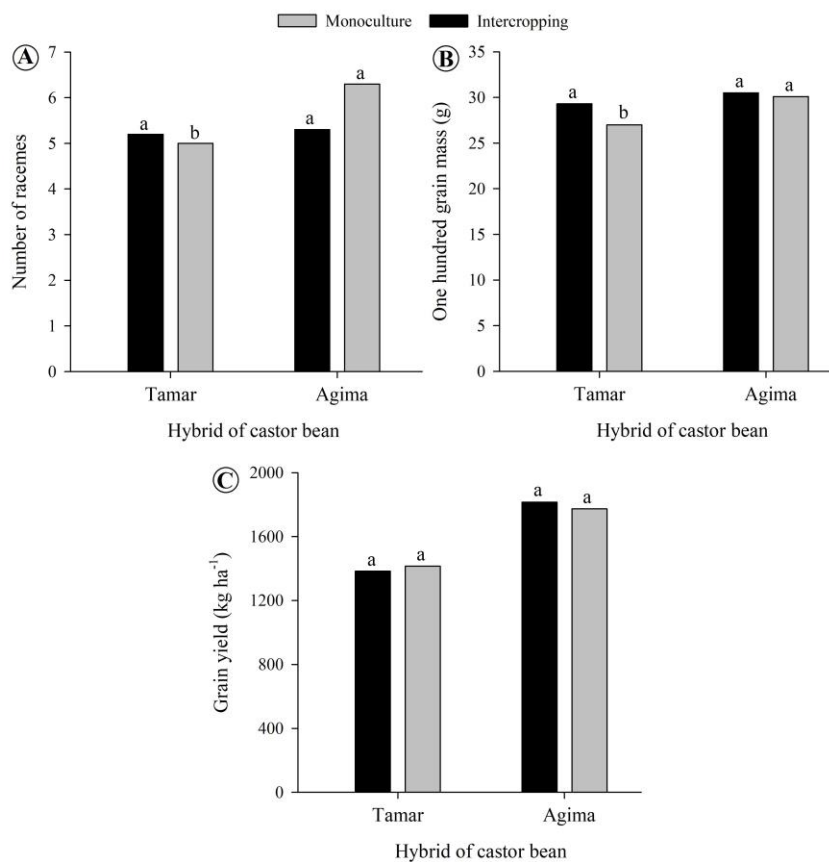 Monoculture Intercropping
A
Number of racemes
7
6
5
4
3
2
1
0
a b a a
Tamar Agima
Hybrid of castor bean
B
One hundred grain mass (g)
35
30
25
20
15
10
5
0
a b a a
Tamar Agima
Hybrid of castor bean
C
Grain yield (kg ha⁻¹)
2000
1600
1200
800
400
0
a a a a
Tamar Agima
Hybrid of castor bean